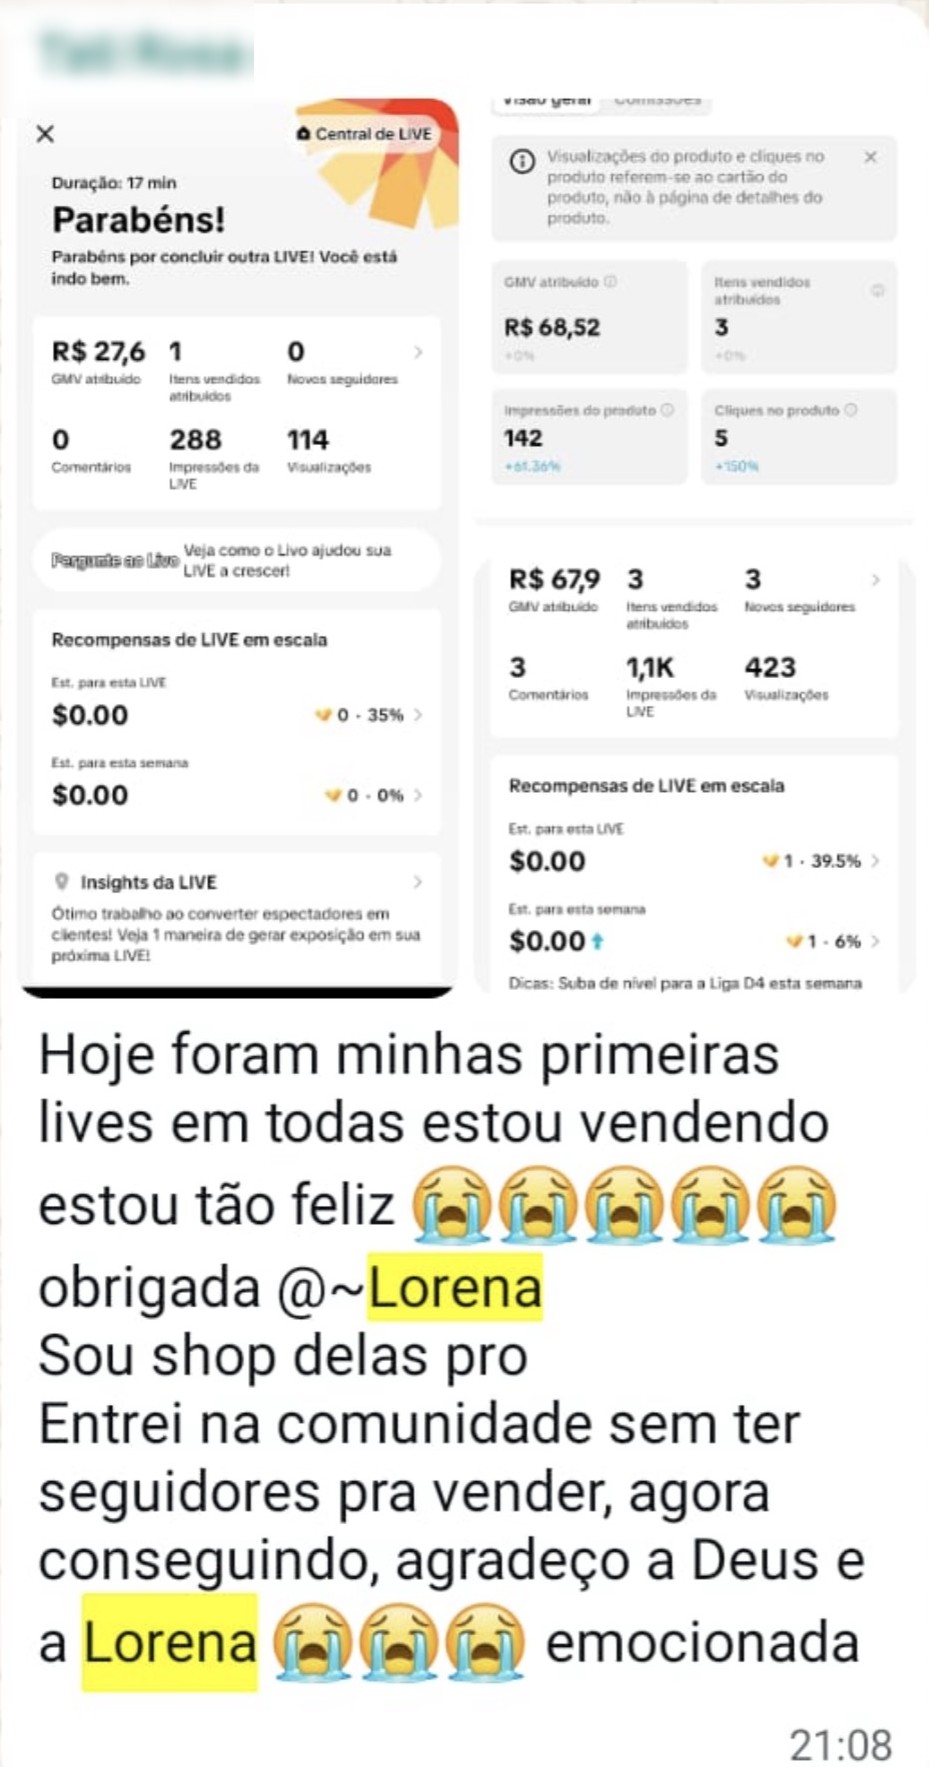 Central de LIVE
Duração: 17 min
Parabéns!
Parabéns por concluir outra LIVE! Você está
indo bem.
R$ 27,6 1 0
GMV atribuído Itens vendidos atribuídos Novos seguidores
0 288 114
Comentários Impressões da LIVE Visualizações
Pergunte ao Livo Veja como o Livo ajudou sua
LIVE a crescer!
Recompensas de LIVE em escala
Est. para esta LIVE
$0.00 0 · 35%
Est. para esta semana
$0.00 0 · 0%
Insights da LIVE
Ótimo trabalho ao converter espectadores em
clientes! Veja 1 maneira de gerar exposição em sua
próxima LIVE!
Visão geral Comissões
Visualizações do produto e cliques no
produto referem-se ao cartão do
produto, não à página de detalhes do
produto.
GMV atribuído
R$ 68,52
+0%
Itens vendidos
atribuídos
3
+0%
Impressões do produto
142
+61.36%
Cliques no produto
5
+150%
R$ 67,9 3 3
GMV atribuído Itens vendidos atribuídos Novos seguidores
3 1,1K 423
Comentários Impressões da LIVE Visualizações
Recompensas de LIVE em escala
Est. para esta LIVE
$0.00 1 · 39.5%
Est. para esta semana
$0.00 1 · 6%
Dicas: Suba de nível para a Liga D4 esta semana
Hoje foram minhas primeiras
lives em todas estou vendendo
estou tão feliz 😭😭😭😭😭
obrigada @~Lorena
Sou shop delas pro
Entrei na comunidade sem ter
seguidores pra vender, agora
conseguindo, agradeço a Deus e
a Lorena 😭😭😭 emocionada
21:08